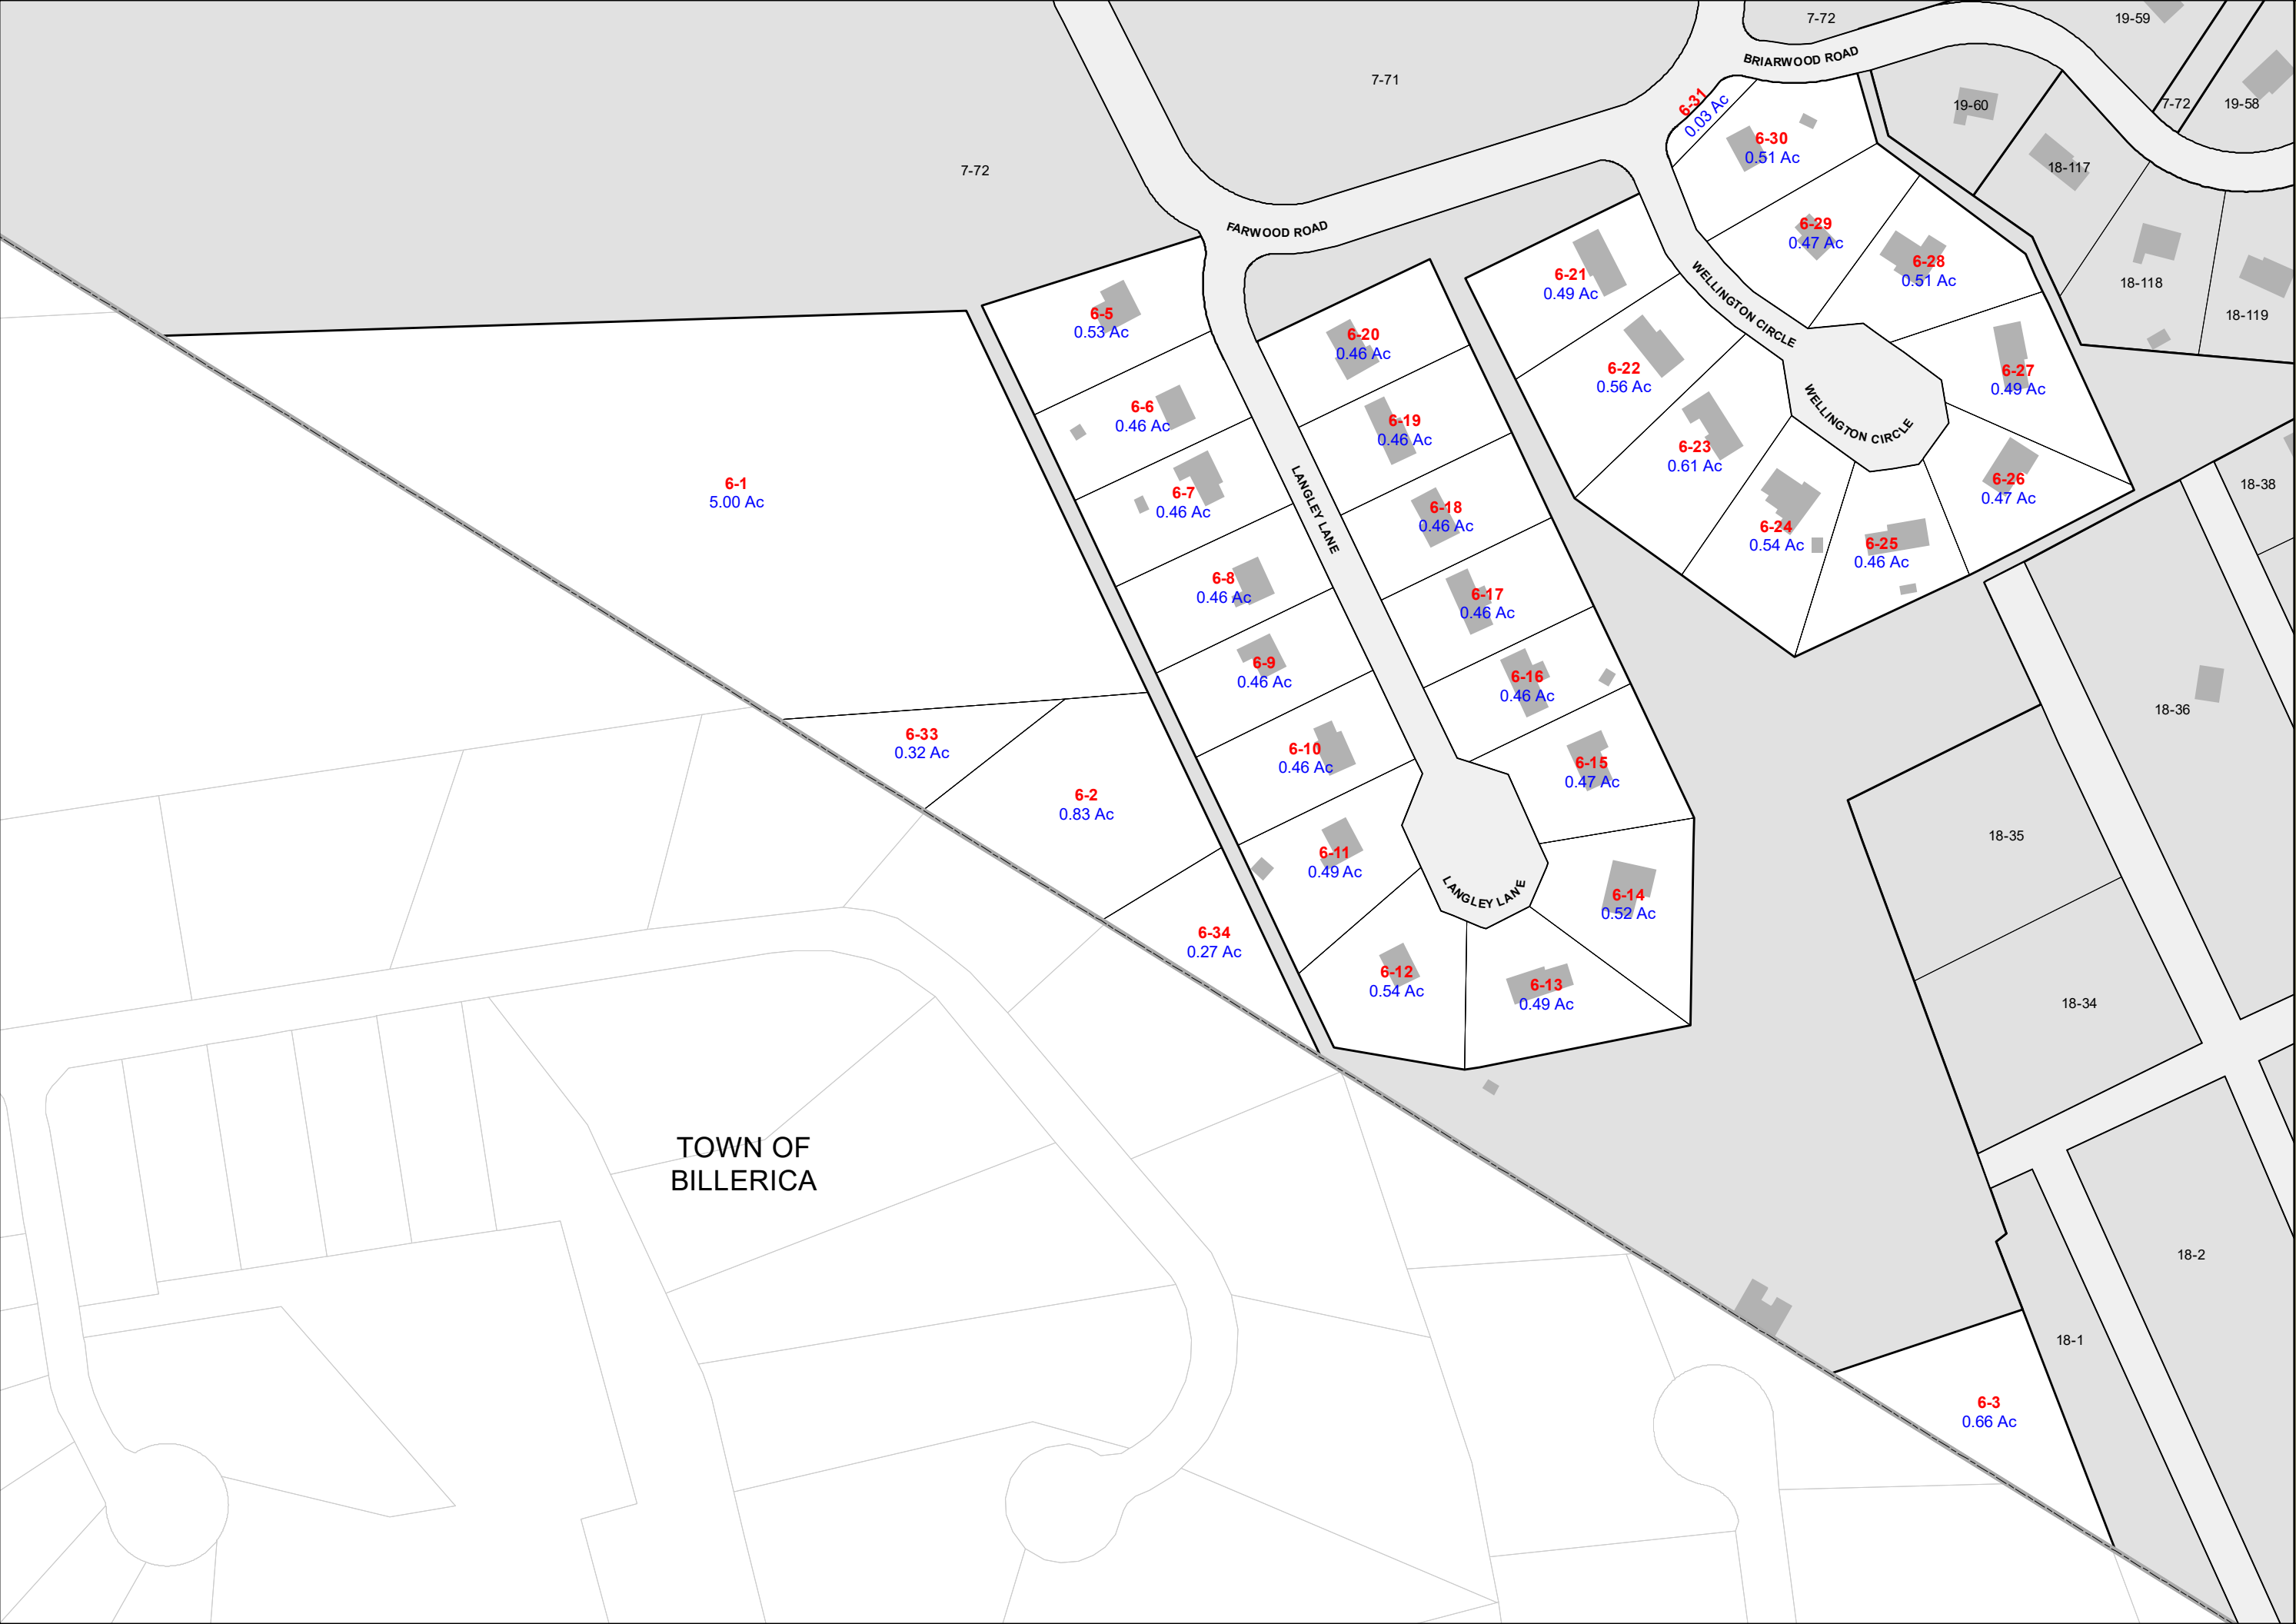 7-72
19-59
BRIARWOOD ROAD
7-71
6-31
0.03 Ac
19-60
7-72
19-58
6-30
0.51 Ac
7-72
18-117
FARWOOD ROAD
6-29
0.47 Ac
6-28
0.51 Ac
18-118
18-119
6-21
0.49 Ac
WELLINGTON CIRCLE
6-5
0.53 Ac
6-20
0.46 Ac
6-22
0.56 Ac
6-27
0.49 Ac
6-6
0.46 Ac
6-19
0.46 Ac
WELLINGTON CIRCLE
6-23
0.61 Ac
6-1
5.00 Ac
6-7
0.46 Ac
LANGLEY LANE
6-18
0.46 Ac
6-26
0.47 Ac
18-38
6-24
0.54 Ac
6-25
0.46 Ac
6-8
0.46 Ac
6-17
0.46 Ac
6-9
0.46 Ac
6-16
0.46 Ac
18-36
6-33
0.32 Ac
6-10
0.46 Ac
6-15
0.47 Ac
6-2
0.83 Ac
18-35
6-11
0.49 Ac
LANGLEY LANE
6-14
0.52 Ac
6-34
0.27 Ac
6-12
0.54 Ac
6-13
0.49 Ac
18-34
TOWN OF
BILLERICA
18-2
18-1
6-3
0.66 Ac